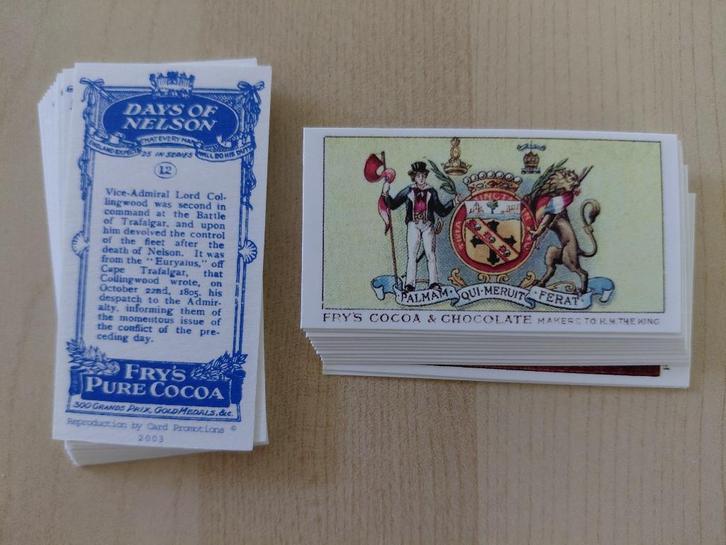 DAYS OF
NELSON
ENGLAND EXPECTS THAT EVERY MAN WILL DO HIS DUTY
25 IN SERIES
12
Vice-Admiral Lord Col-
lingwood was second in
command at the Battle
of Trafalgar, and upon
him devolved the control
of the fleet after the
death of Nelson. It was
from the "Euryalus," off
Cape Trafalgar, that
Collingwood wrote, on
October 22nd, 1805, his
despatch to the Admir-
alty, informing them of
the momentous issue of
the conflict of the pre-
ceding day.
FRY'S
PURE COCOA
300 GRANDS PRIX, GOLD MEDALS, &c.
Reproduction by Card Promotions ©
2003
PALMAM QUI MERUIT FERAT
FRY'S COCOA & CHOCOLATE MAKERS TO H.M. THE KING